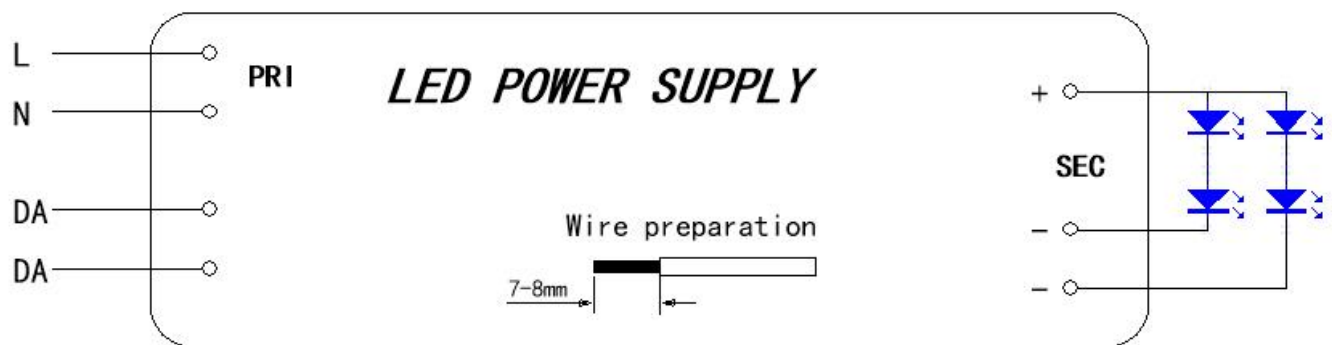 L
PRI
LED POWER SUPPLY
N
+
SEC
DA
Wire preparation
-
DA
7-8mm
-